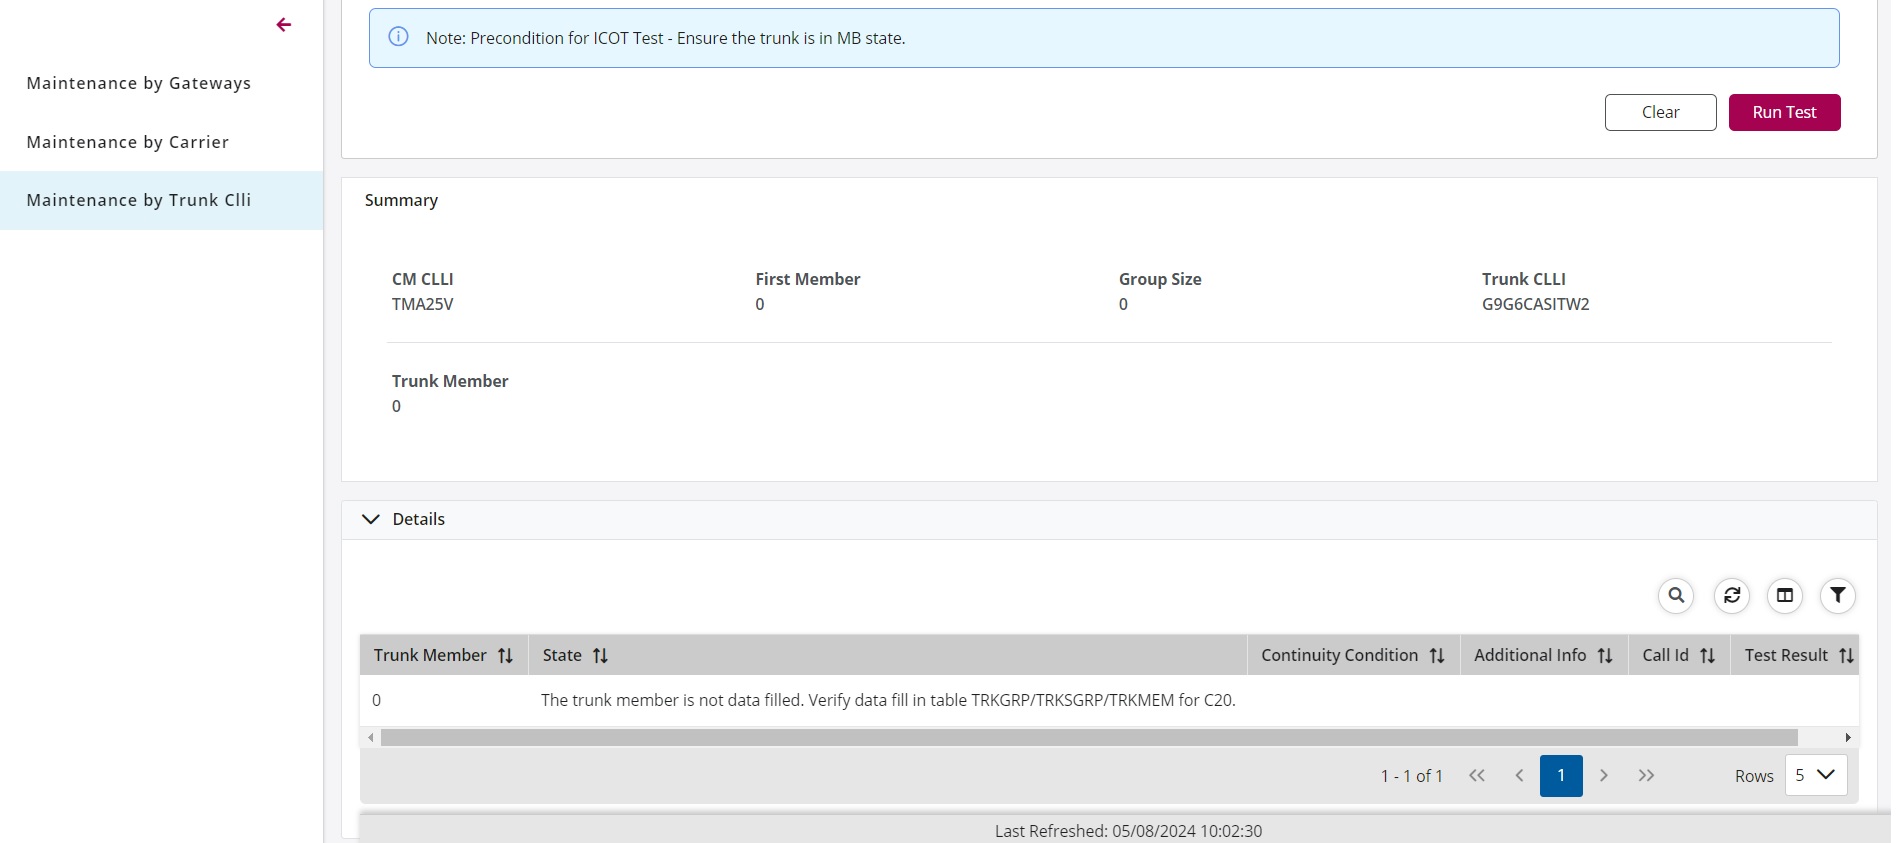 Note: Precondition for ICOT Test - Ensure the trunk is in MB state.
Maintenance by Gateways
Maintenance by Carrier
Maintenance by Trunk Clli
Clear
Run Test
Summary
CM CLLI
TMA25V
First Member
0
Group Size
0
Trunk CLLI
G9G6CASITW2
Trunk Member
0
Details
Trunk Member State Continuity Condition Additional Info Call Id Test Result
0 The trunk member is not data filled. Verify data fill in table TRKGRP/TRKSGRP/TRKMEM for C20.
1 - 1 of 1 1 Rows 5
Last Refreshed: 05/08/2024 10:02:30